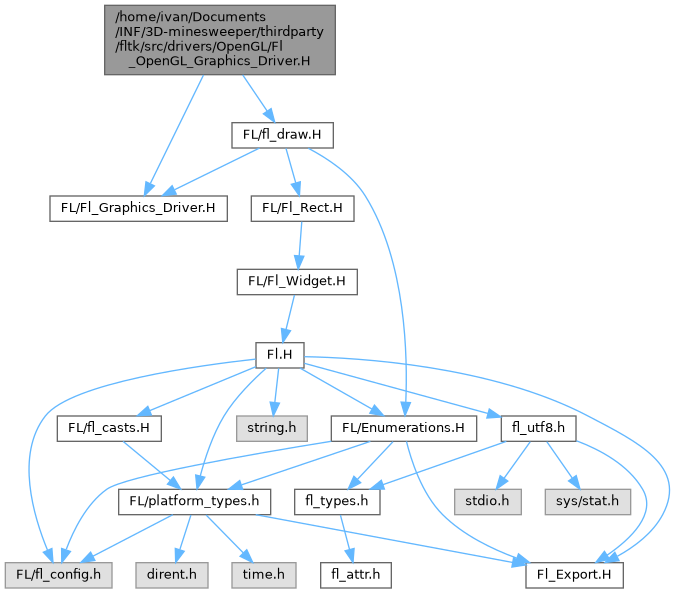 /home/ivan/Documents
/INF/3D-minesweeper/thirdparty
/fltk/src/drivers/OpenGL/Fl
_OpenGL_Graphics_Driver.H
FL/fl_draw.H
FL/Fl_Graphics_Driver.H
FL/Fl_Rect.H
FL/Fl_Widget.H
Fl.H
FL/fl_casts.H
string.h
FL/Enumerations.H
fl_utf8.h
FL/platform_types.h
fl_types.h
stdio.h
sys/stat.h
FL/fl_config.h
dirent.h
time.h
fl_attr.h
Fl_Export.H